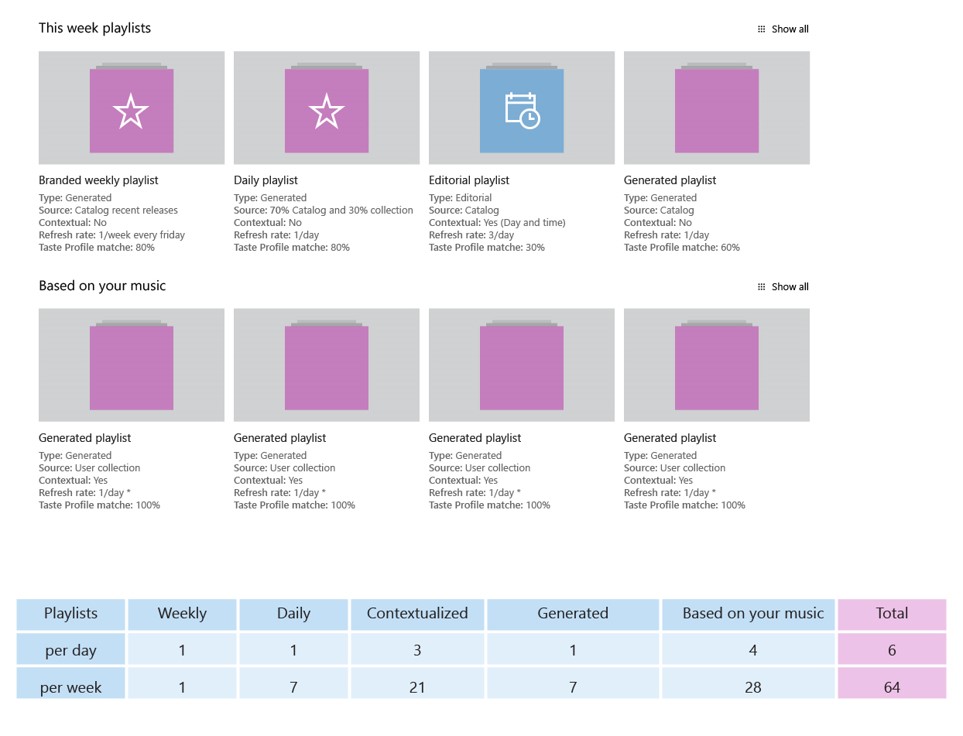 This week playlists
Show all
Branded weekly playlist
Type: Generated
Source: Catalog recent releases
Contextual: No
Refresh rate: 1/week every friday
Taste Profile matche: 80%
Daily playlist
Type: Generated
Source: 70% Catalog and 30% collection
Contextual: No
Refresh rate: 1/day
Taste Profile matche: 80%
Editorial playlist
Type: Editorial
Source: Catalog
Contextual: Yes (Day and time)
Refresh rate: 3/day
Taste Profile matche: 30%
Generated playlist
Type: Generated
Source: Catalog
Contextual: No
Refresh rate: 1/day
Taste Profile matche: 60%
Based on your music
Show all
Generated playlist
Type: Generated
Source: User collection
Contextual: Yes
Refresh rate: 1/day *
Taste Profile matche: 100%
Generated playlist
Type: Generated
Source: User collection
Contextual: Yes
Refresh rate: 1/day *
Taste Profile matche: 100%
Generated playlist
Type: Generated
Source: User collection
Contextual: Yes
Refresh rate: 1/day *
Taste Profile matche: 100%
Generated playlist
Type: Generated
Source: User collection
Contextual: Yes
Refresh rate: 1/day *
Taste Profile matche: 100%
Playlists Weekly Daily Contextualized Generated Based on your music Total
per day 1 1 3 1 4 6
per week 1 7 21 7 28 64